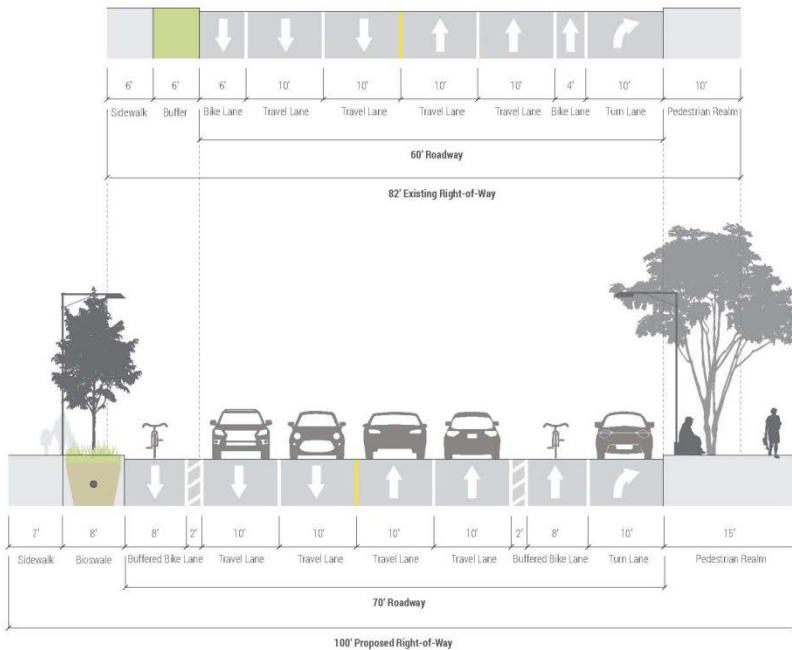 6' 6' 6' 10' 10' 10' 10' 4' 10' 10'
Sidewalk Buffer Bike Lane Travel Lane Travel Lane Travel Lane Travel Lane Bike Lane Turn Lane Pedestrian Realm
60' Roadway
82' Existing Right-of-Way
7' 8' 8' 2' 10' 10' 10' 10' 2' 8' 10' 15'
Sidewalk Bioswale Buffered Bike Lane Travel Lane Travel Lane Travel Lane Travel Lane Buffered Bike Lane Turn Lane Pedestrian Realm
70' Roadway
100' Proposed Right-of-Way